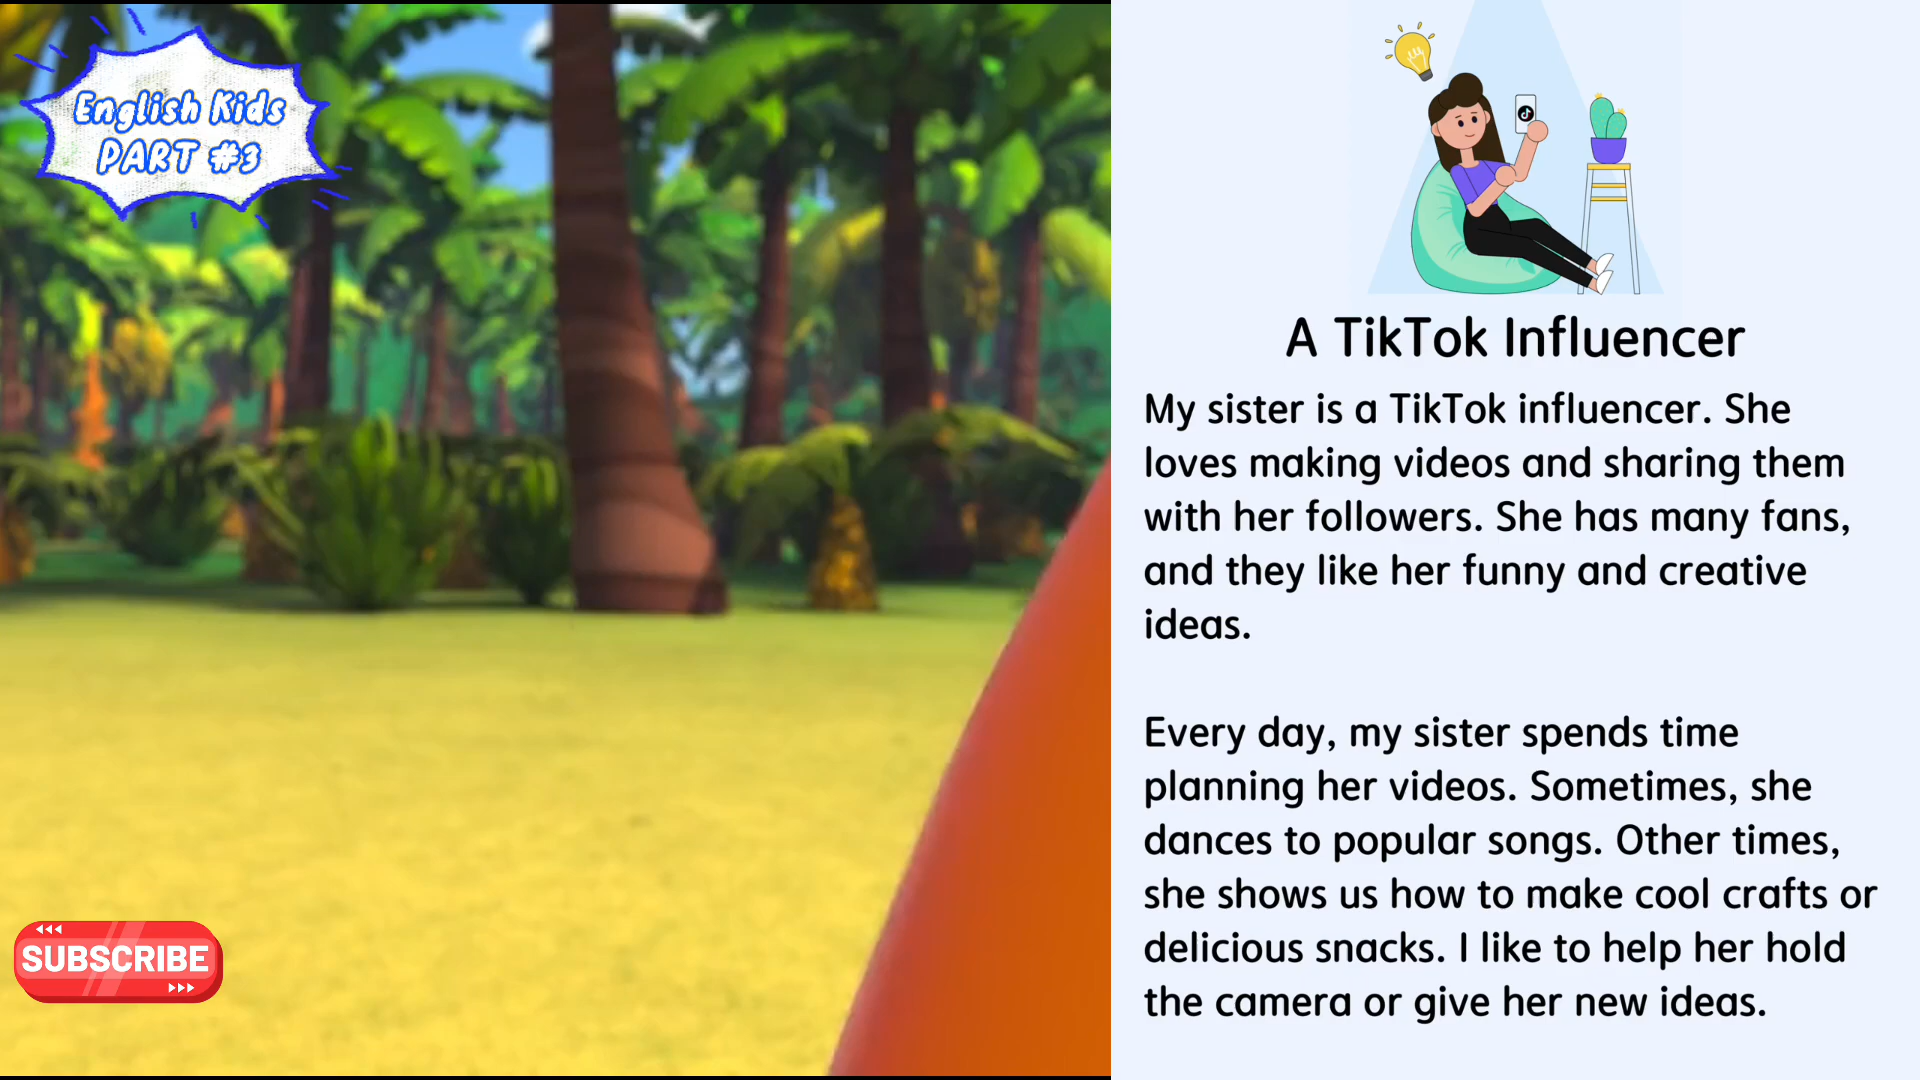 English Kids
PART #3
SUBSCRIBE
A TikTok Influencer
My sister is a TikTok influencer. She
loves making videos and sharing them
with her followers. She has many fans,
and they like her funny and creative
ideas.
Every day, my sister spends time
planning her videos. Sometimes, she
dances to popular songs. Other times,
she shows us how to make cool crafts or
delicious snacks. I like to help her hold
the camera or give her new ideas.